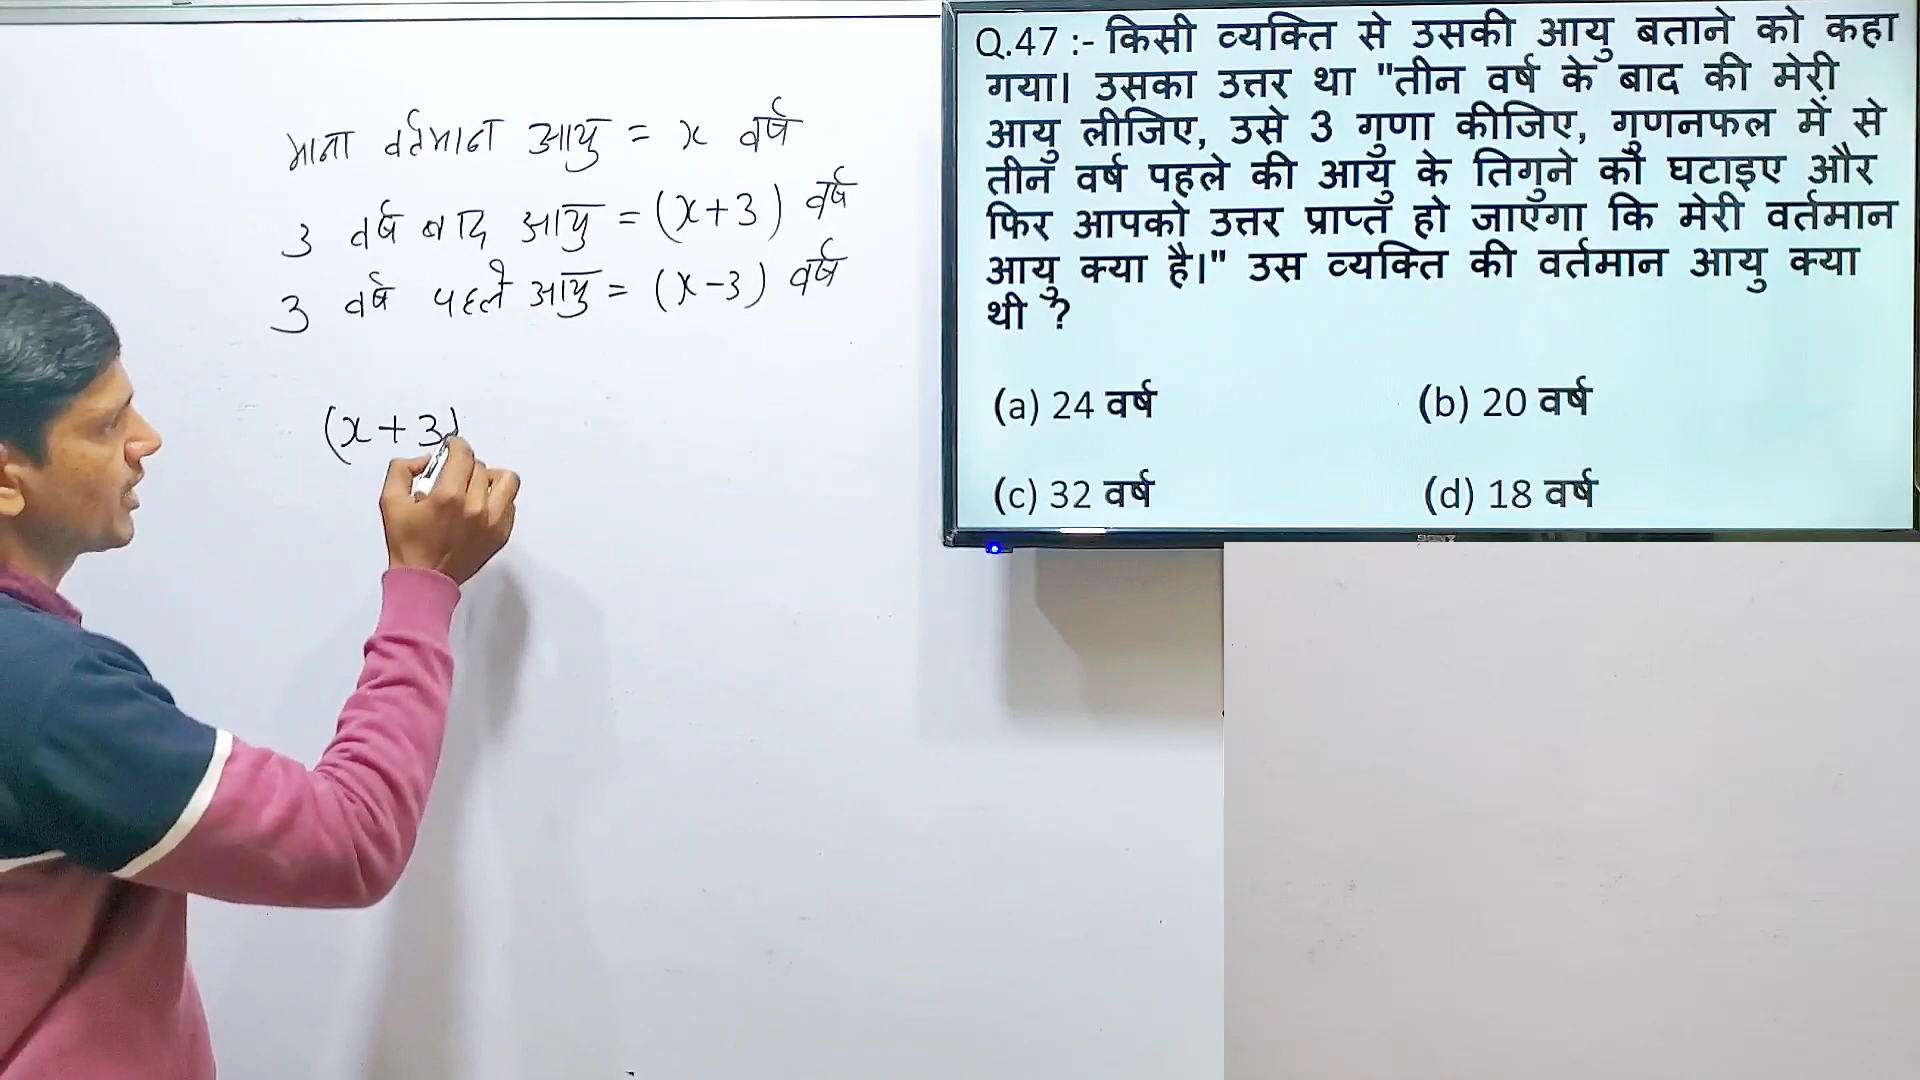 माना वर्तमान आयु = x वर्ष
3 वर्ष बाद आयु = (x+3) वर्ष
3 वर्ष पहले आयु = (x-3) वर्ष
(x+3)
Q.47 :- किसी व्यक्ति से उसकी आयु बताने को कहा
गया। उसका उत्तर था "तीन वर्ष के बाद की मेरी
आयु लीजिए, उसे 3 गुणा कीजिए, गुणनफल में से
तीन वर्ष पहले की आयु के तिगुने को घटाइए और
फिर आपको उत्तर प्राप्त हो जाएगा कि मेरी वर्तमान
आयु क्या है।" उस व्यक्ति की वर्तमान आयु क्या
थी ?
(a) 24 वर्ष (b) 20 वर्ष
(c) 32 वर्ष (d) 18 वर्ष
SONY